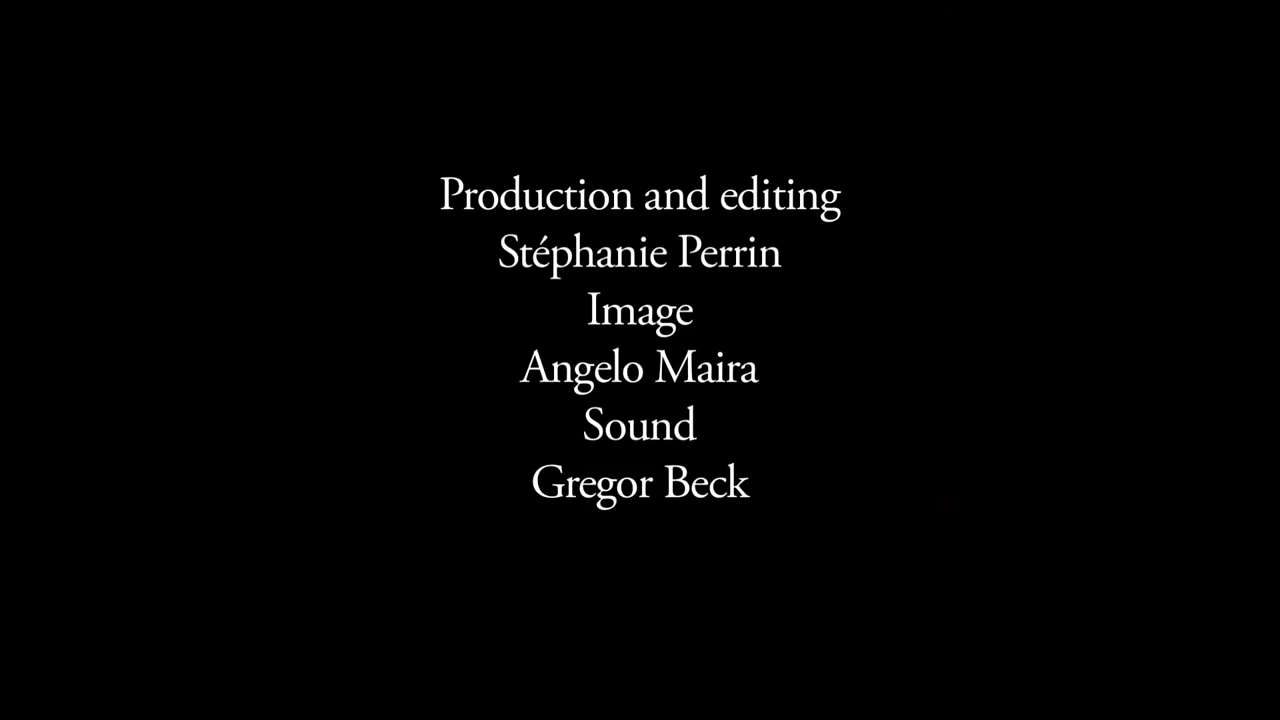 Production and editing
Stéphanie Perrin
Image
Angelo Maira
Sound
Gregor Beck